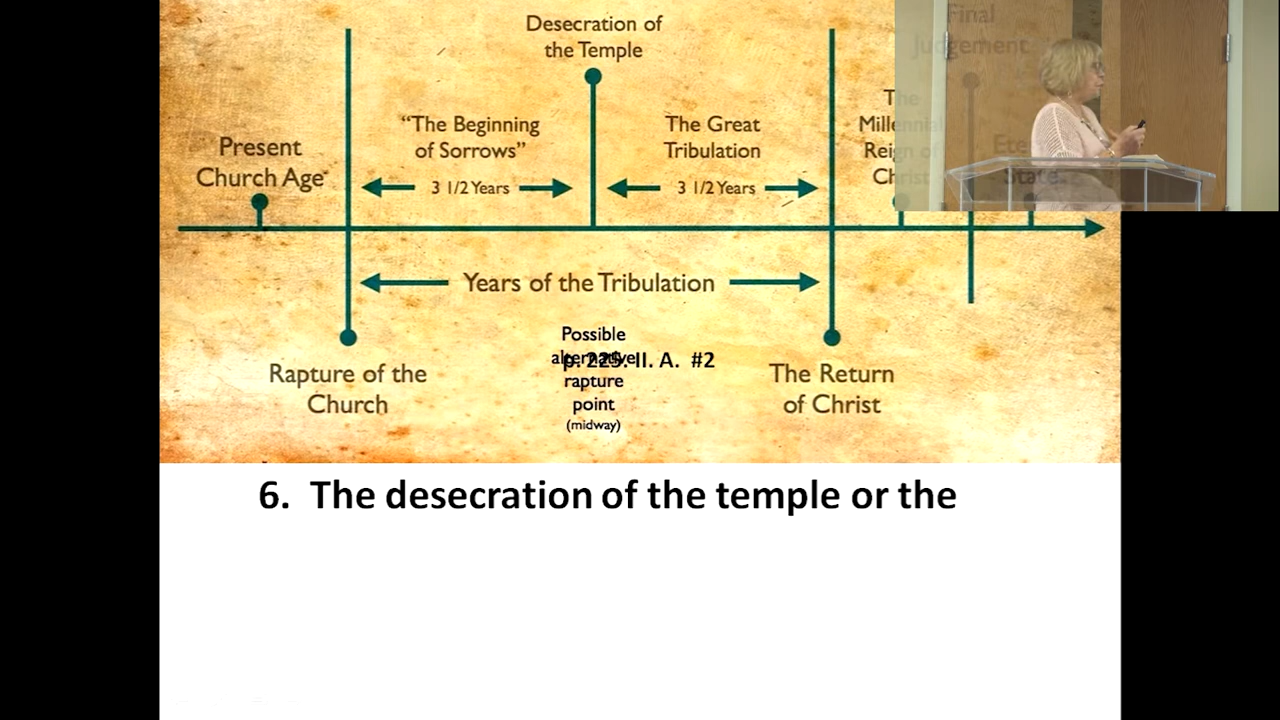 Desecration of
the Temple
Final
Judgement
“The Beginning
of Sorrows”
The Great
Tribulation
The
Millennial
Reign of
Christ
Present
Church Age
3 1/2 Years
3 1/2 Years
State
Years of the Tribulation
Possible
alternative
rapture
point
(midway)
p. 225. II. A. #2
Rapture of the
Church
The Return
of Christ
6. The desecration of the temple or the